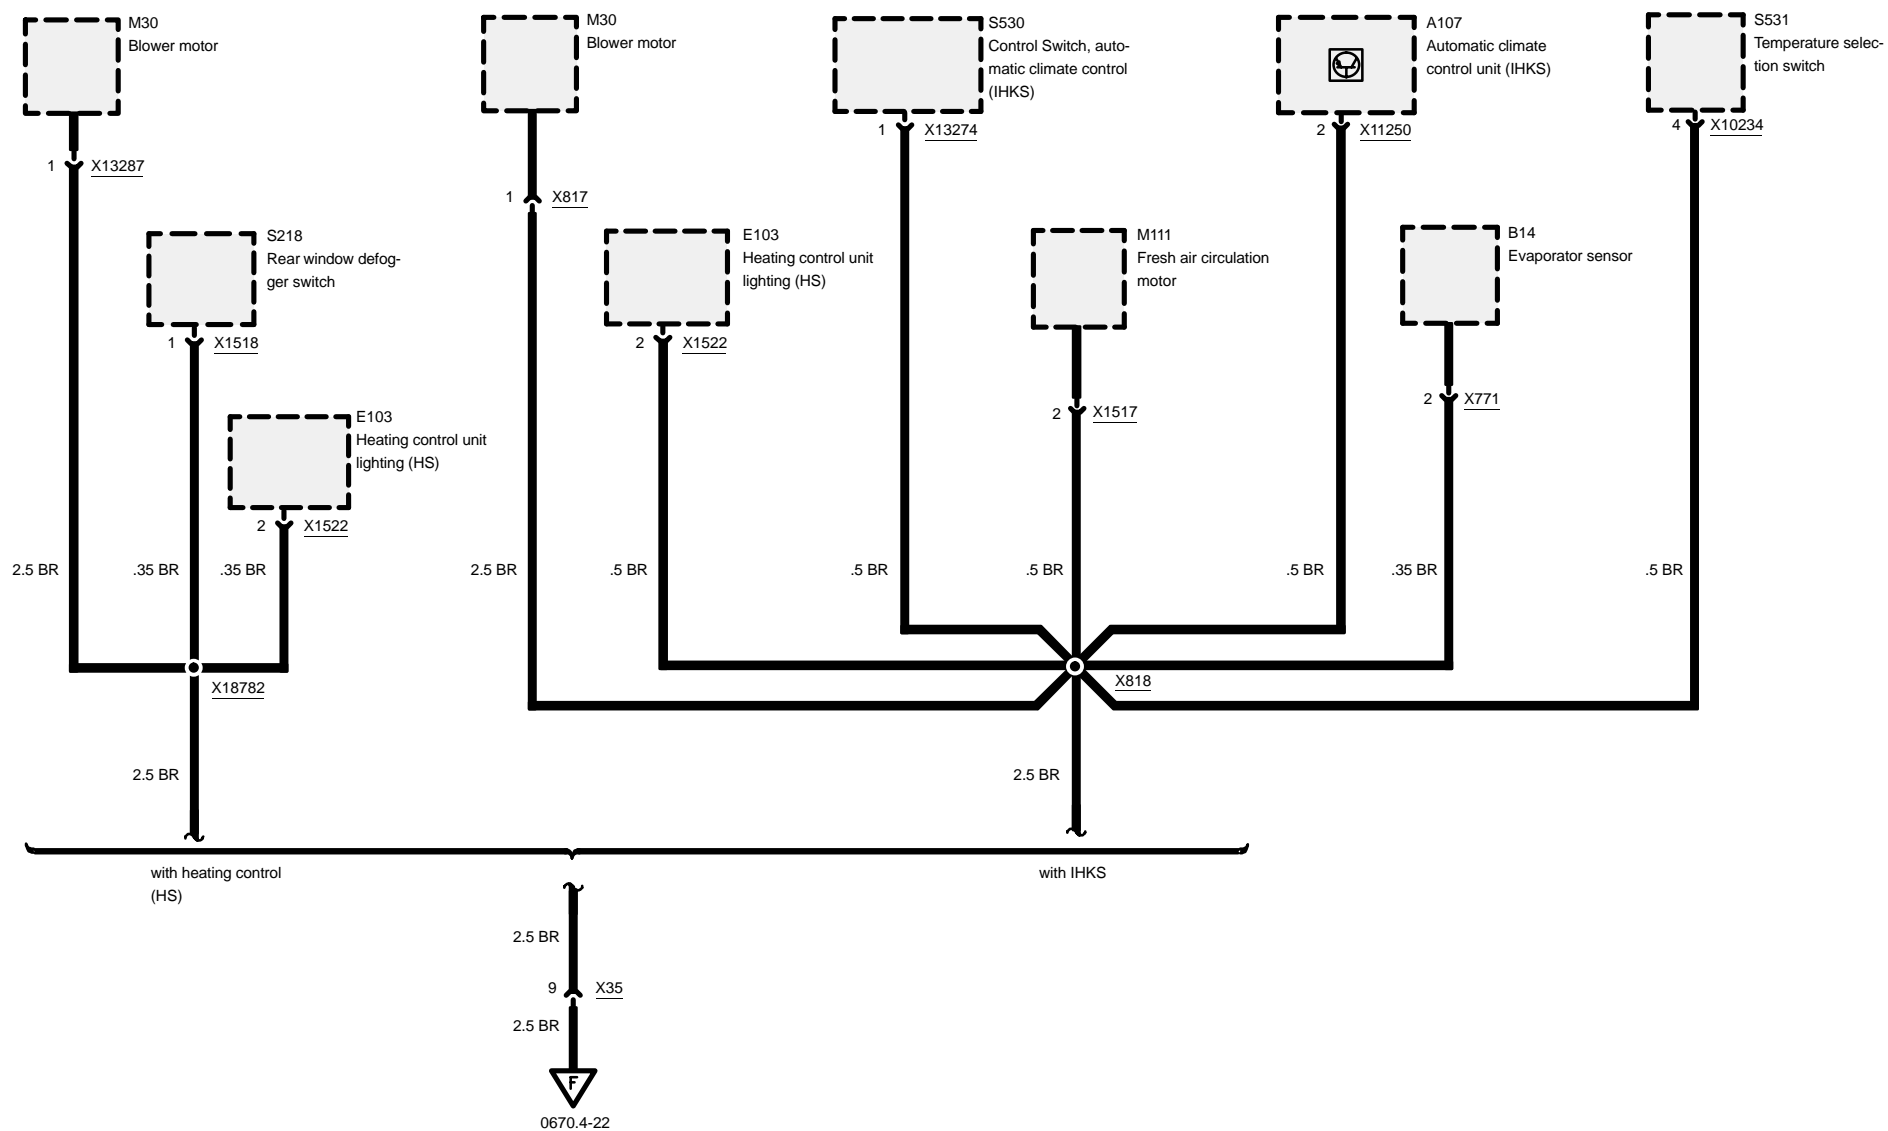 M30
Blower motor
1
X13287
S218
Rear window defog-
ger switch
1
X1518
E103
Heating control unit
lighting (HS)
2
X1522
2.5 BR
.35 BR
.35 BR
X18782
2.5 BR
M30
Blower motor
1
X817
E103
Heating control unit
lighting (HS)
2
X1522
S530
Control Switch, auto-
matic climate control
(IHKS)
1
X13274
M111
Fresh air circulation
motor
2
X1517
A107
Automatic climate
control unit (IHKS)
2
X11250
B14
Evaporator sensor
2
X771
S531
Temperature selec-
tion switch
4
X10234
2.5 BR
.5 BR
.5 BR
.5 BR
.5 BR
.35 BR
.5 BR
X818
2.5 BR
with heating control
(HS)
with IHKS
2.5 BR
9
X35
2.5 BR
F
0670.4-22